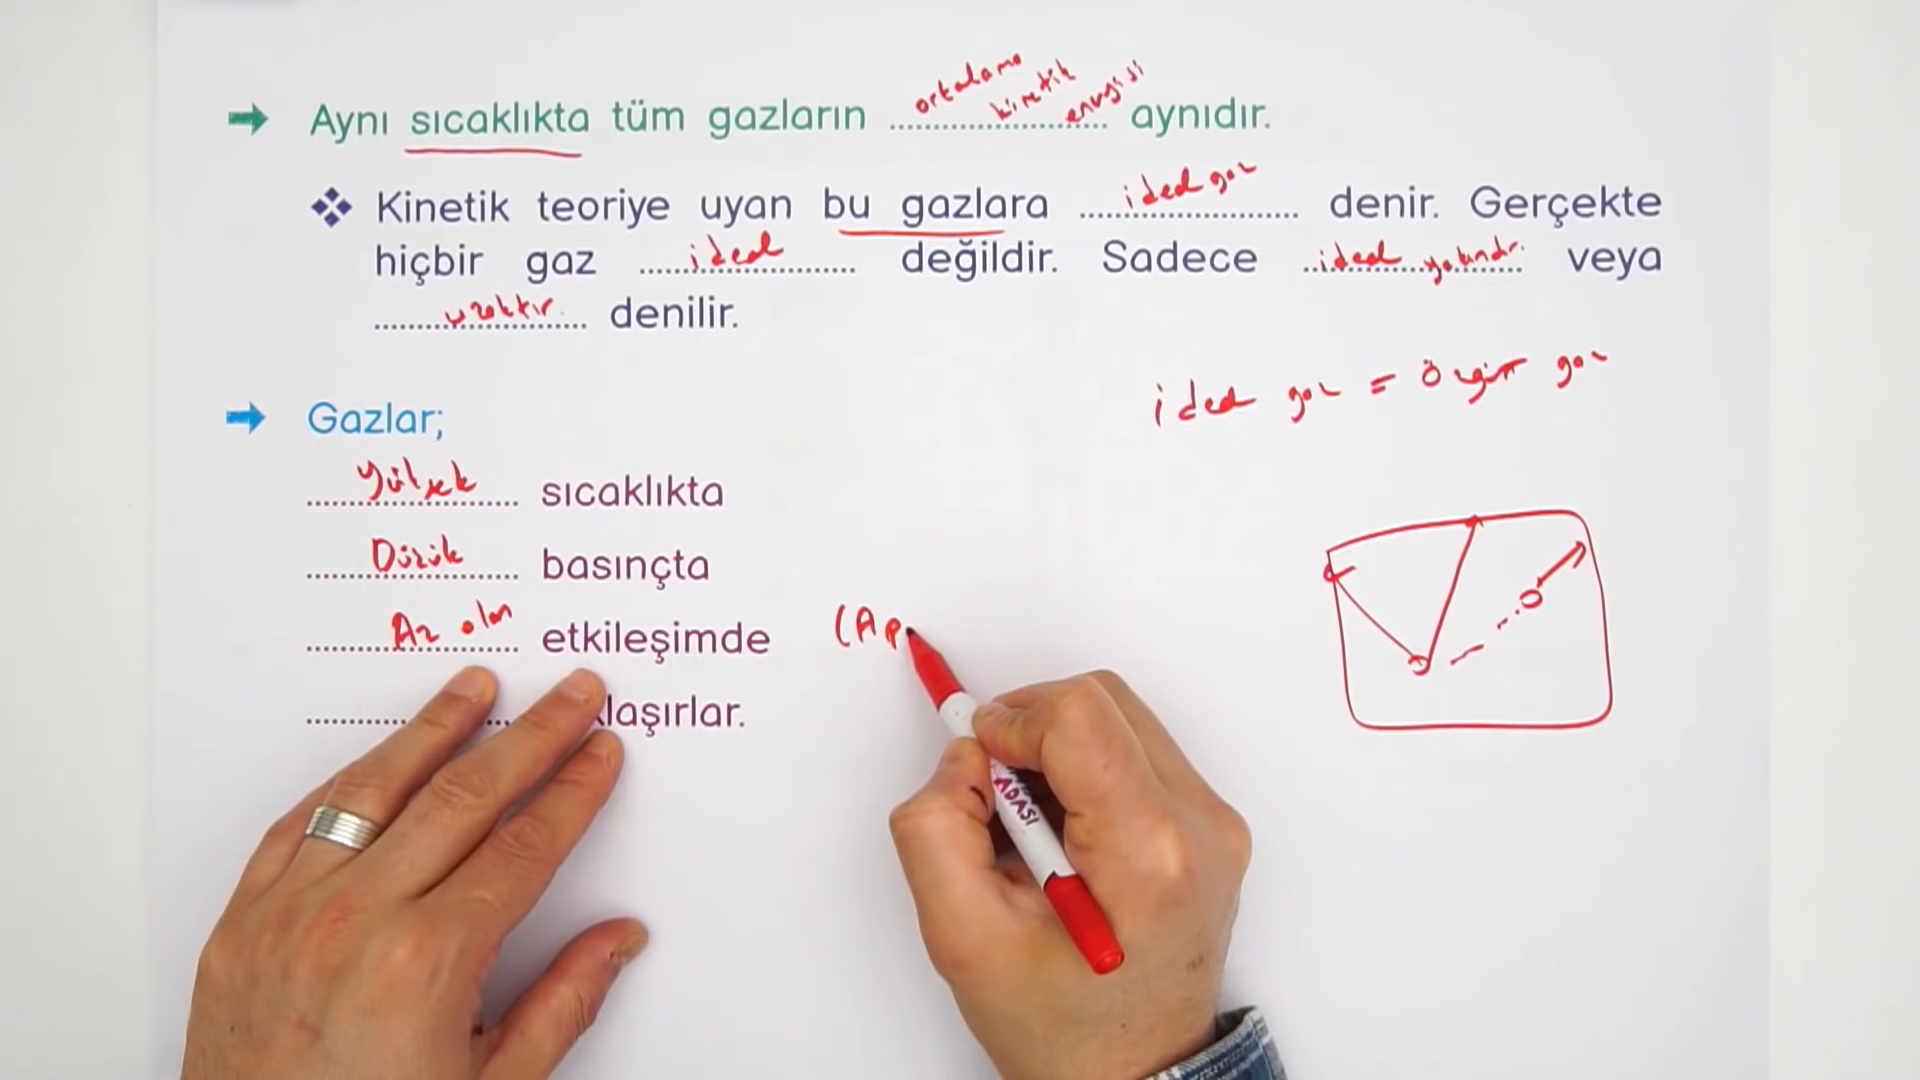 Aynı sıcaklıkta tüm gazların ortalama kinetik enerjisi aynıdır.
Kinetik teoriye uyan bu gazlara ideal gaz denir. Gerçekte
hiçbir gaz ideal değildir. Sadece ideal yakındır. veya
uzaktır. denilir.
ideal gaz = özgür gaz
Gazlar;
Yüksek sıcaklıkta
Düşük basınçta
Az olan etkileşimde (Ap
laşırlar.
ADASI